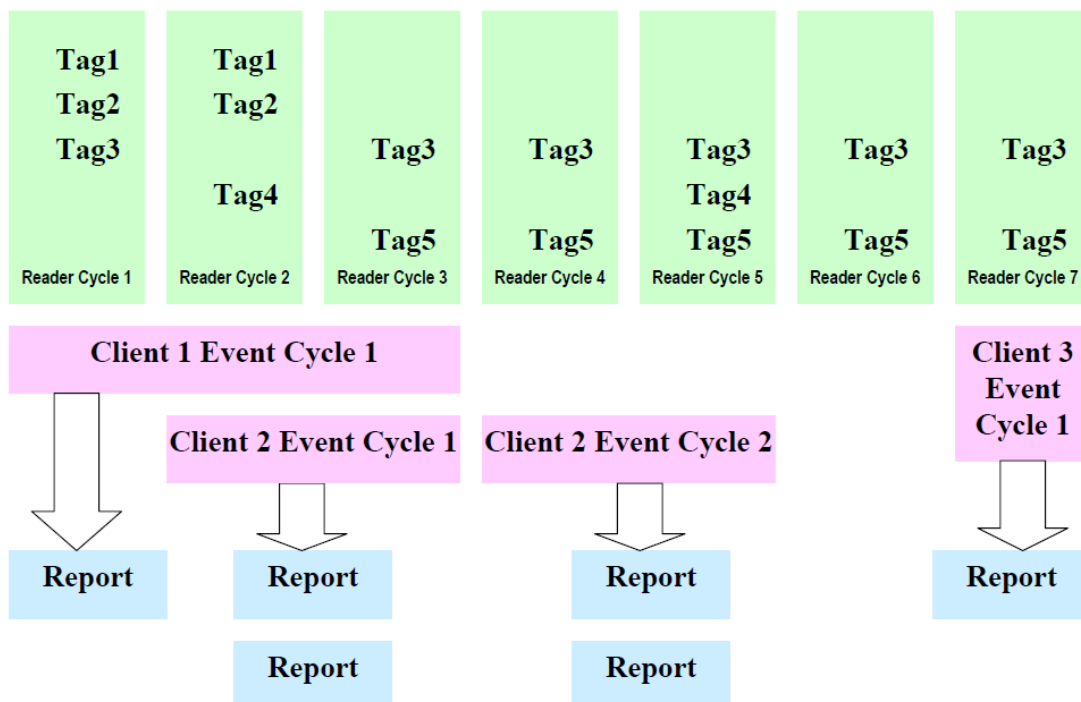 Tag1
Tag2
Tag3
Reader Cycle 1
Tag1
Tag2
Tag4
Reader Cycle 2
Tag3
Tag5
Reader Cycle 3
Tag3
Tag5
Reader Cycle 4
Tag3
Tag4
Tag5
Reader Cycle 5
Tag3
Tag5
Reader Cycle 6
Tag3
Tag5
Reader Cycle 7
Client 1 Event Cycle 1
Client 3
Event
Cycle 1
Client 2 Event Cycle 1
Client 2 Event Cycle 2
Report
Report
Report
Report
Report
Report